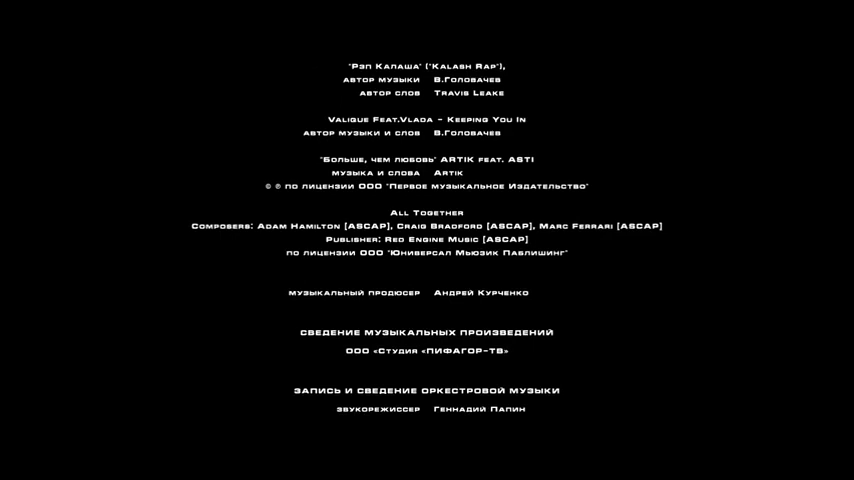 "Рэп Калаша" ("Kalash Rap"),
автор музыки В.Головачев
автор слов Travis Leake
Valique Feat.Vlada - Keeping You In
автор музыки и слов В.Головачев
"Больше, чем любовь" ARTIK feat. ASTI
музыка и слова Artik
© ℗ по лицензии ООО "Первое музыкальное Издательство"
All Together
Composers: Adam Hamilton [ASCAP], Craig Bradford [ASCAP], Marc Ferrari [ASCAP]
Publisher: Red Engine Music [ASCAP]
по лицензии ООО "Юниверсал Мьюзик Паблишинг"
музыкальный продюсер Андрей Курченко
СВЕДЕНИЕ МУЗЫКАЛЬНЫХ ПРОИЗВЕДЕНИЙ
ООО «Студия «ПИФАГОР-ТВ»
ЗАПИСЬ И СВЕДЕНИЕ ОРКЕСТРОВОЙ МУЗЫКИ
звукорежиссер Геннадий Папин